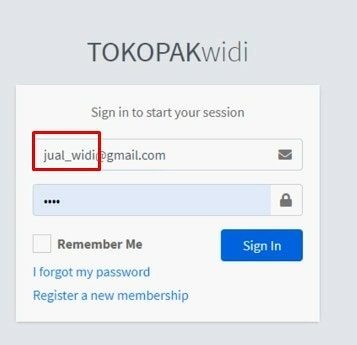 TOKOPAKwidi
Sign in to start your session
jual_widi@gmail.com
••••
Remember Me
Sign In
I forgot my password
Register a new membership